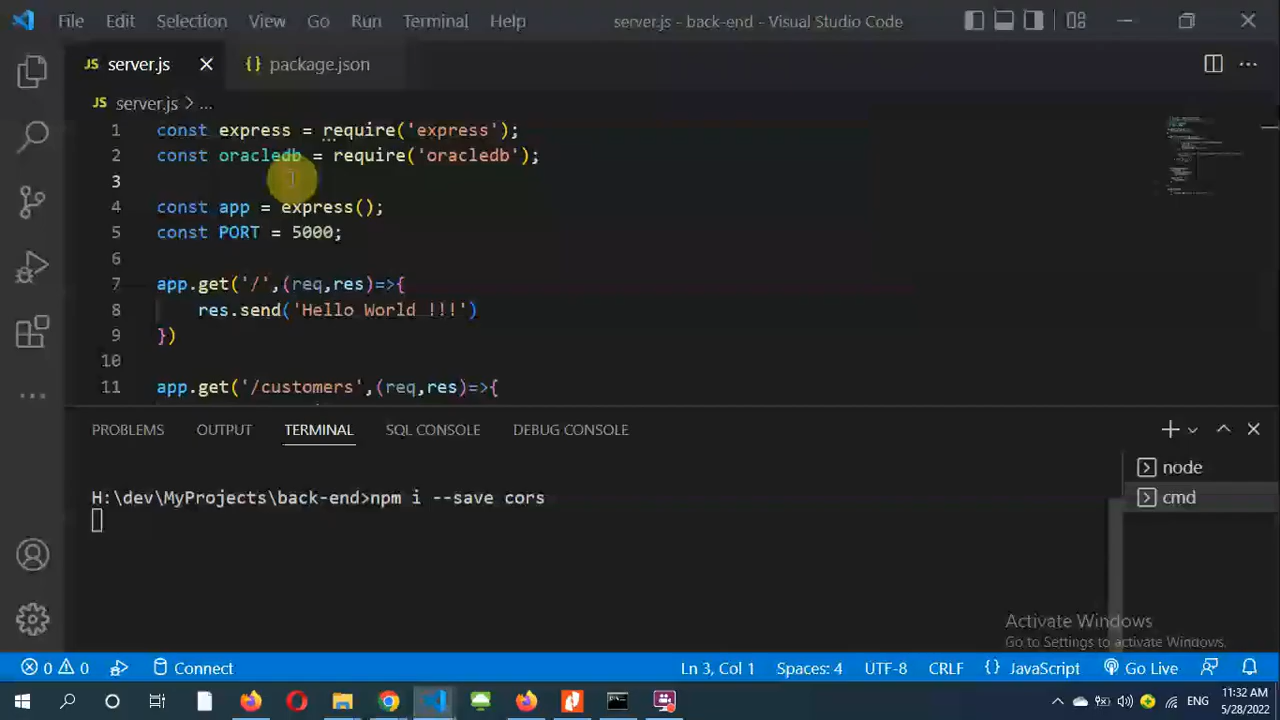 File Edit Selection View Go Run Terminal Help server.js - back-end - Visual Studio Code
JS server.js {} package.json
JS server.js > ...
1 const express = require('express');
2 const oracledb = require('oracledb');
3
4 const app = express();
5 const PORT = 5000;
6
7 app.get('/',(req,res)=>{
8 res.send('Hello World !!!')
9 })
10
11 app.get('/customers',(req,res)=>{
PROBLEMS OUTPUT TERMINAL SQL CONSOLE DEBUG CONSOLE
node
H:\dev\MyProjects\back-end>npm i --save cors
cmd
Activate Windows
Go to Settings to activate Windows.
0 0 Connect Ln 3, Col 1 Spaces: 4 UTF-8 CRLF {} JavaScript Go Live
ENG 11:32 AM
5/28/2022